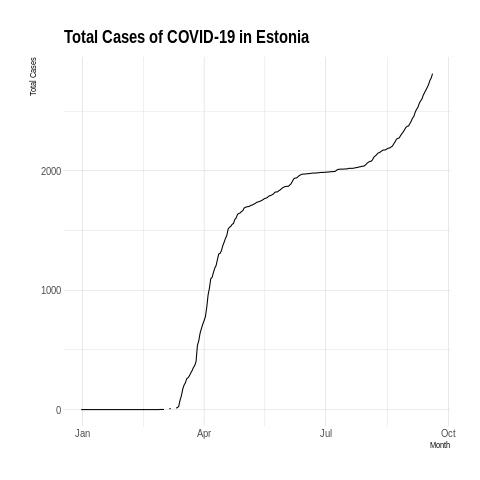 Total Cases of COVID-19 in Estonia
Total Cases
2000
1000
0
Jan Apr Jul Oct
Month